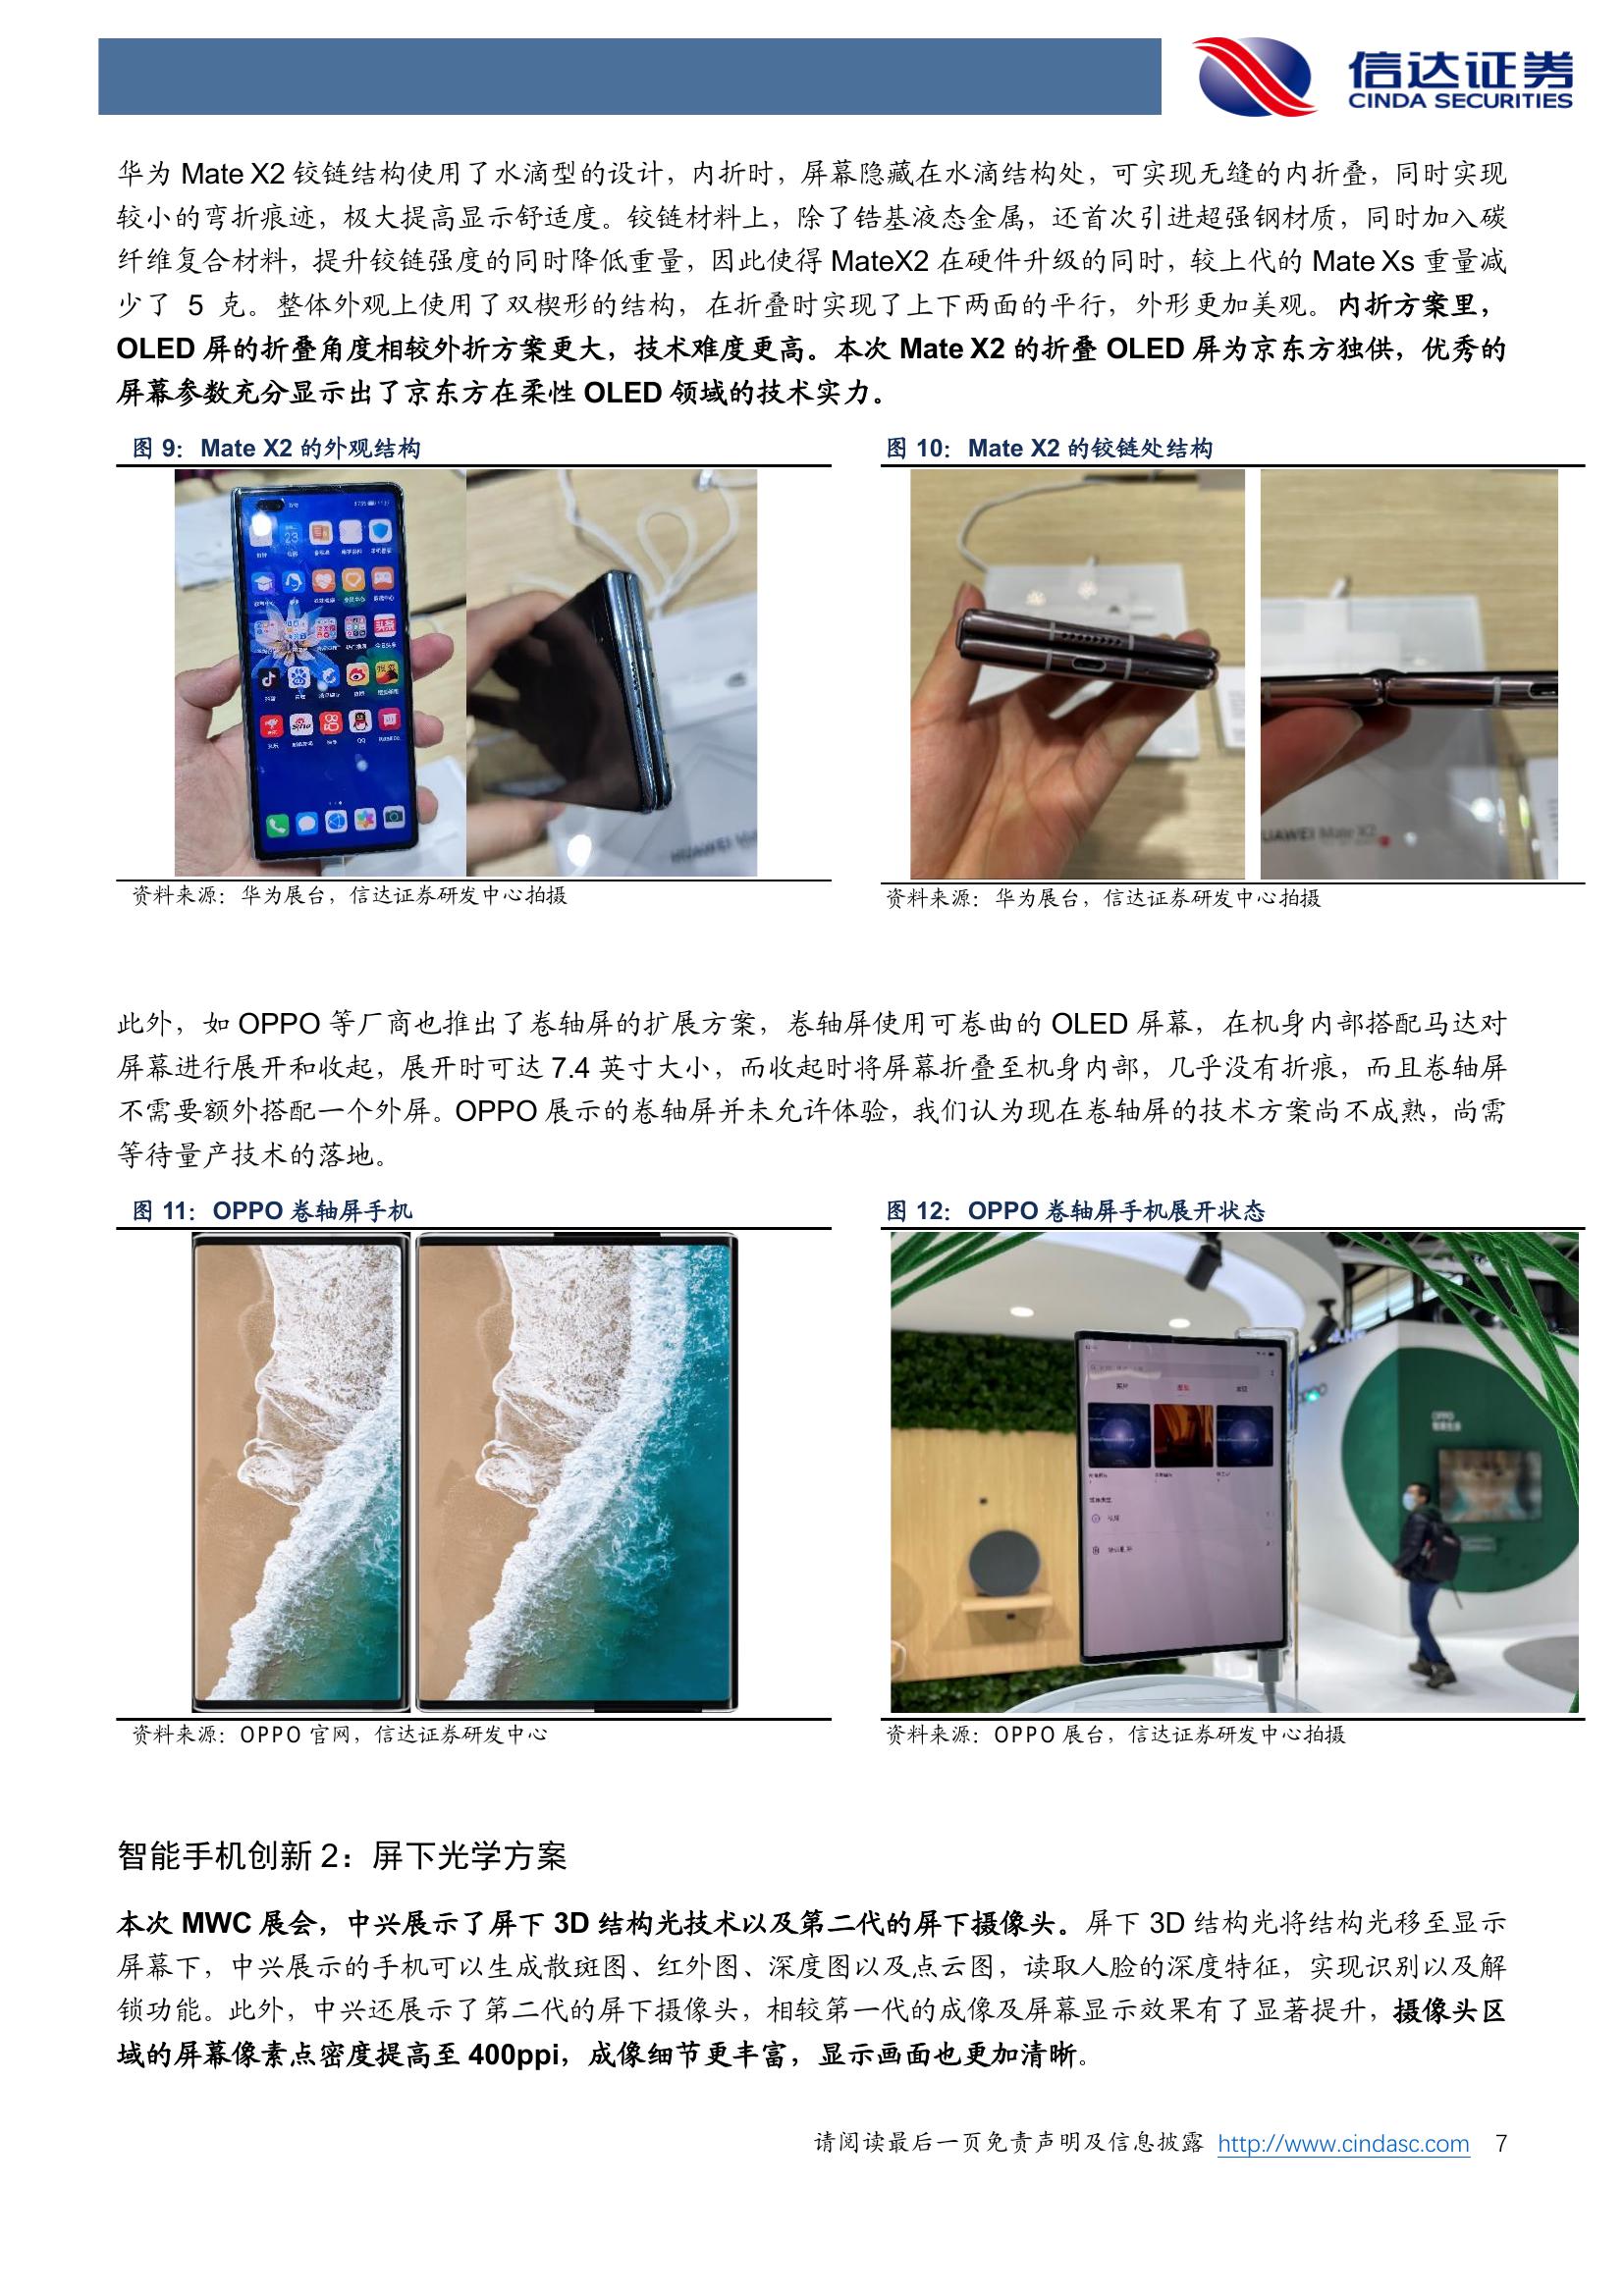 信达证券
CINDA SECURITIES
华为 Mate X2 铰链结构使用了水滴型的设计，内折时，屏幕隐藏在水滴结构处，可实现无缝的内折叠，同时实现
较小的弯折痕迹，极大提高显示舒适度。铰链材料上，除了锆基液态金属，还首次引进超强钢材质，同时加入碳
纤维复合材料，提升铰链强度的同时降低重量，因此使得 MateX2 在硬件升级的同时，较上代的 Mate Xs 重量减
少了 5 克。整体外观上使用了双楔形的结构，在折叠时实现了上下两面的平行，外形更加美观。内折方案里，
OLED 屏的折叠角度相较外折方案更大，技术难度更高。本次 Mate X2 的折叠 OLED 屏为京东方独供，优秀的
屏幕参数充分显示出了京东方在柔性 OLED 领域的技术实力。
图 9：Mate X2 的外观结构
图 10：Mate X2 的铰链处结构
23
QQ
HUAWEI
UAWEI Mate X2
资料来源：华为展台，信达证券研发中心拍摄
资料来源：华为展台，信达证券研发中心拍摄
此外，如 OPPO 等厂商也推出了卷轴屏的扩展方案，卷轴屏使用可卷曲的 OLED 屏幕，在机身内部搭配马达对
屏幕进行展开和收起，展开时可达 7.4 英寸大小，而收起时将屏幕折叠至机身内部，几乎没有折痕，而且卷轴屏
不需要额外搭配一个外屏。OPPO 展示的卷轴屏并未允许体验，我们认为现在卷轴屏的技术方案尚不成熟，尚需
等待量产技术的落地。
图 11：OPPO 卷轴屏手机
图 12：OPPO 卷轴屏手机展开状态
资料来源：OPPO 官网，信达证券研发中心
资料来源：OPPO 展台，信达证券研发中心拍摄
智能手机创新 2：屏下光学方案
本次 MWC 展会，中兴展示了屏下 3D 结构光技术以及第二代的屏下摄像头。屏下 3D 结构光将结构光移至显示
屏幕下，中兴展示的手机可以生成散斑图、红外图、深度图以及点云图，读取人脸的深度特征，实现识别以及解
锁功能。此外，中兴还展示了第二代的屏下摄像头，相较第一代的成像及屏幕显示效果有了显著提升，摄像头区
域的屏幕像素点密度提高至 400ppi，成像细节更丰富，显示画面也更加清晰。
请阅读最后一页免责声明及信息披露 http://www.cindasc.com 7